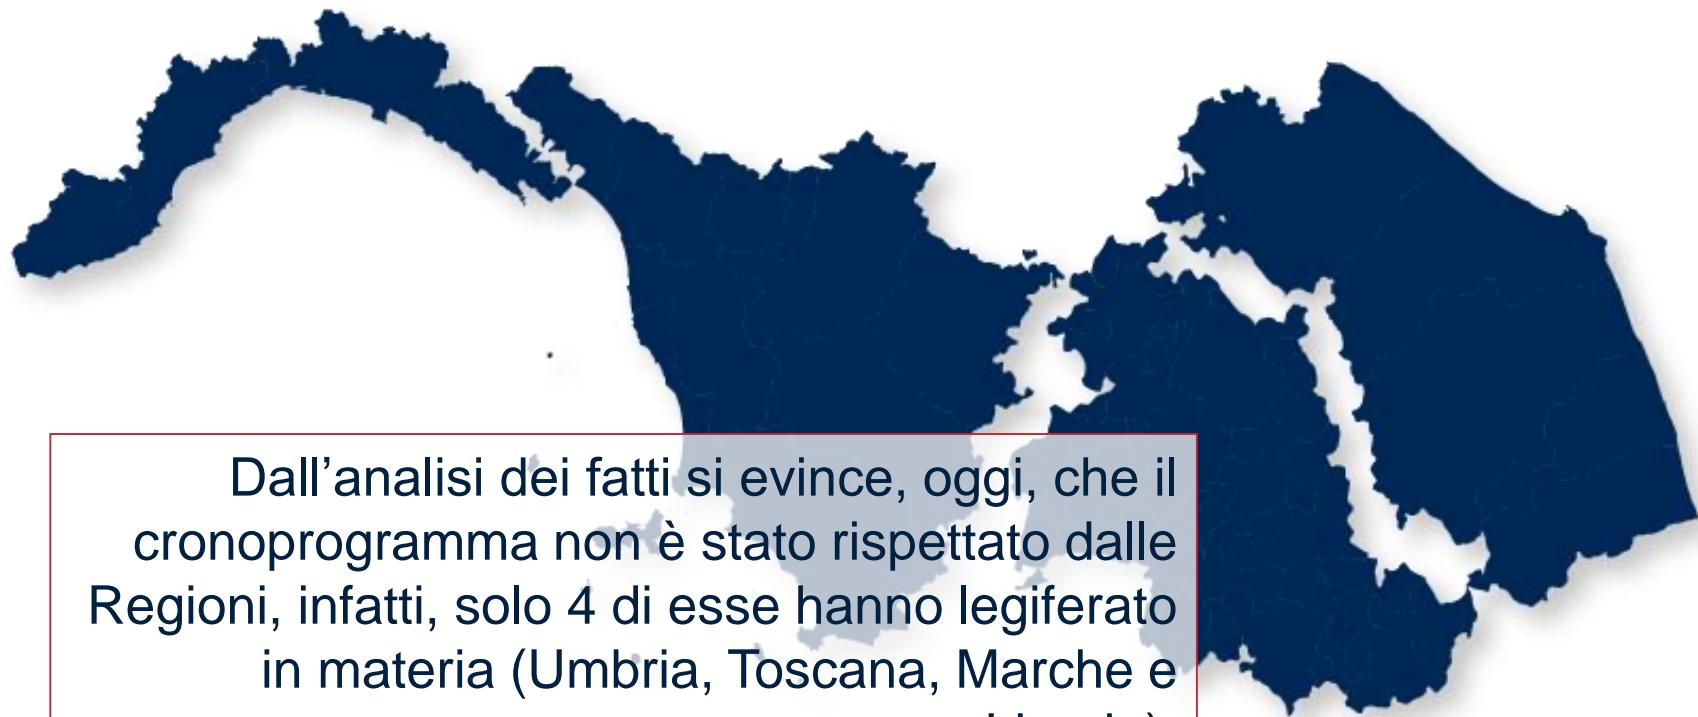 Dall’analisi dei fatti si evince, oggi, che il
cronoprogramma non è stato rispettato dalle
Regioni, infatti, solo 4 di esse hanno legiferato
in materia (Umbria, Toscana, Marche e